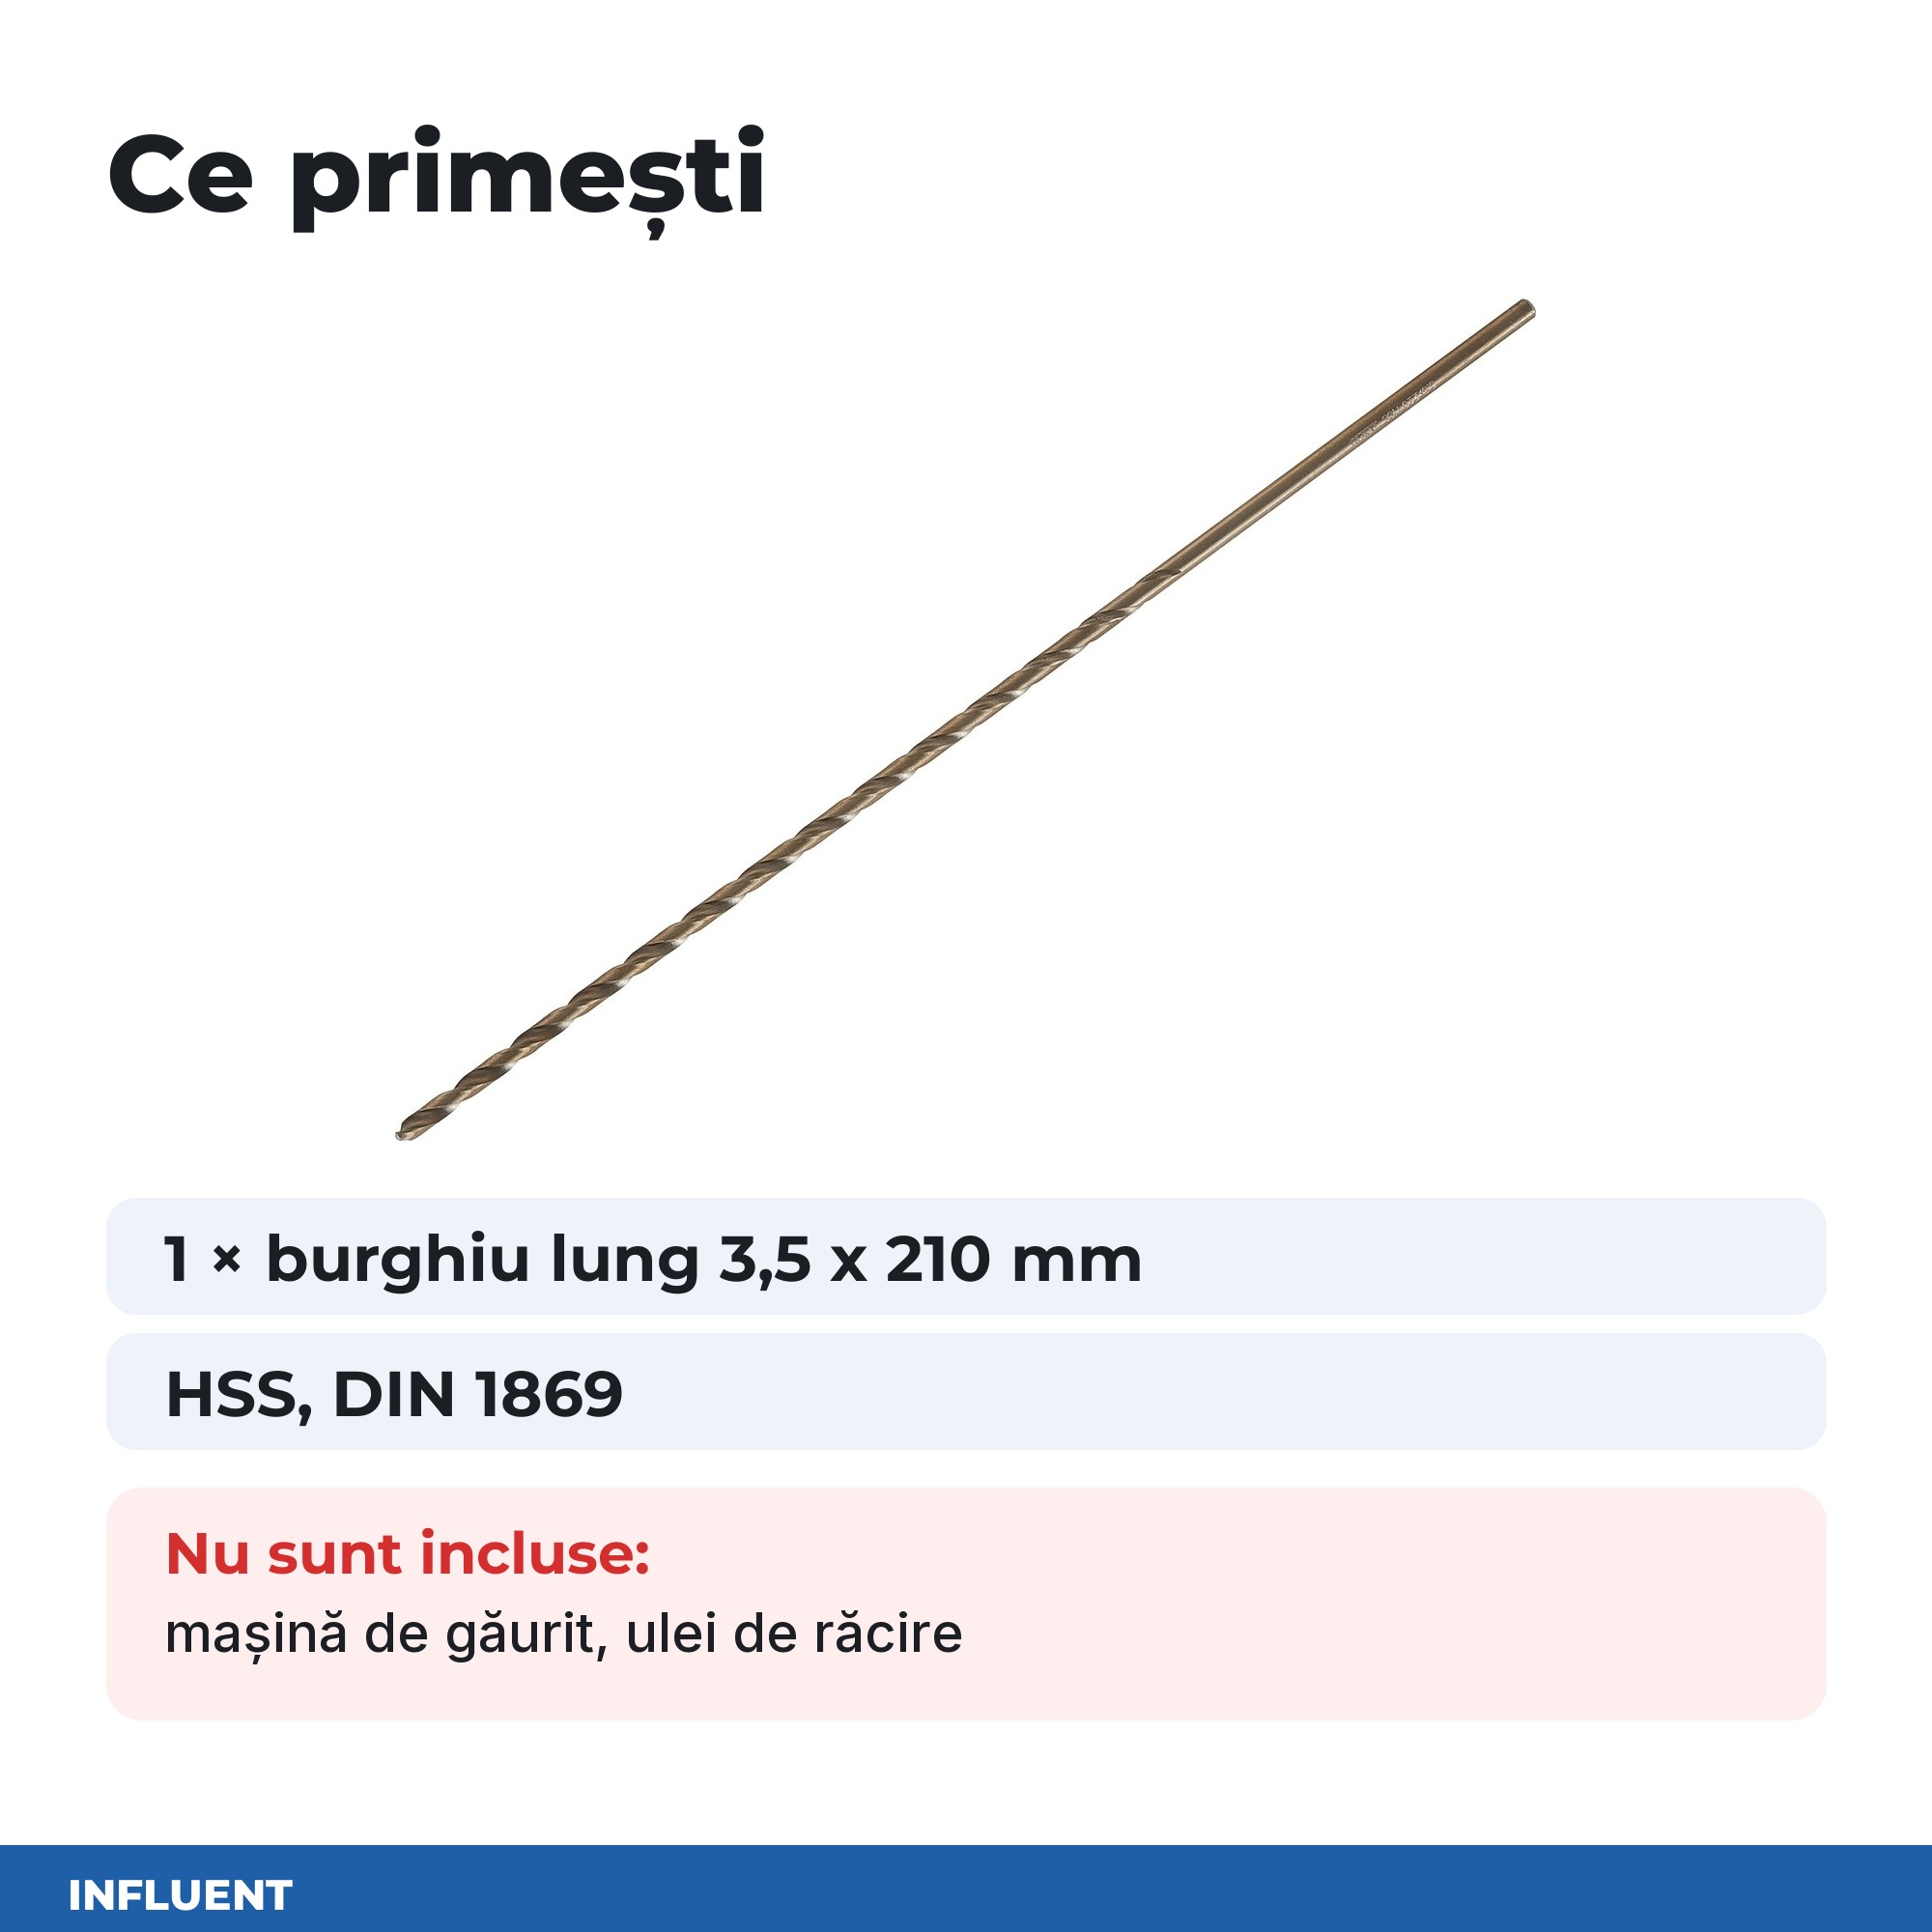 Ce primești
1 × burghiu lung 3,5 x 210 mm
HSS, DIN 1869
Nu sunt incluse:
mașină de găurit, ulei de răcire
INFLUENT